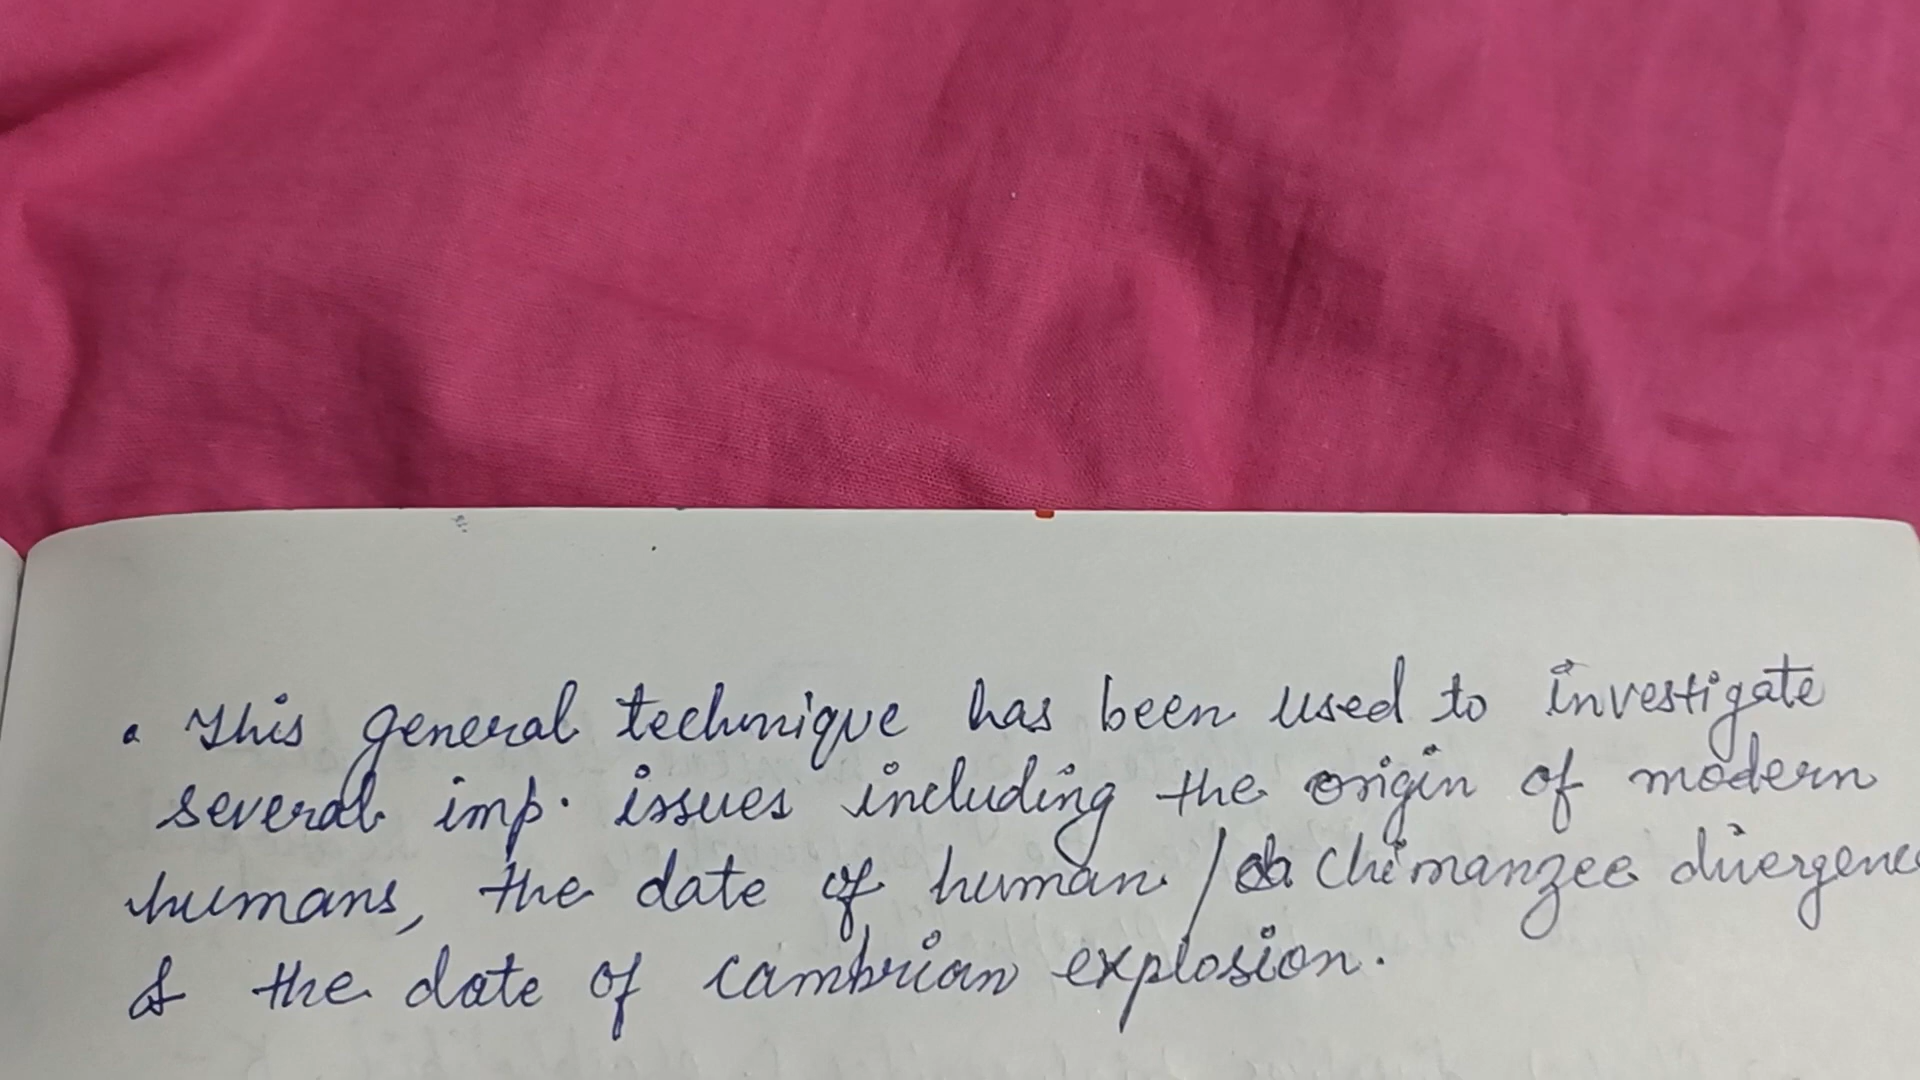 • This general technique has been used to investigate
several imp. issues including the origin of modern
humans, the date of human / Chimanzee divergenc
& the date of cambrian explosion.